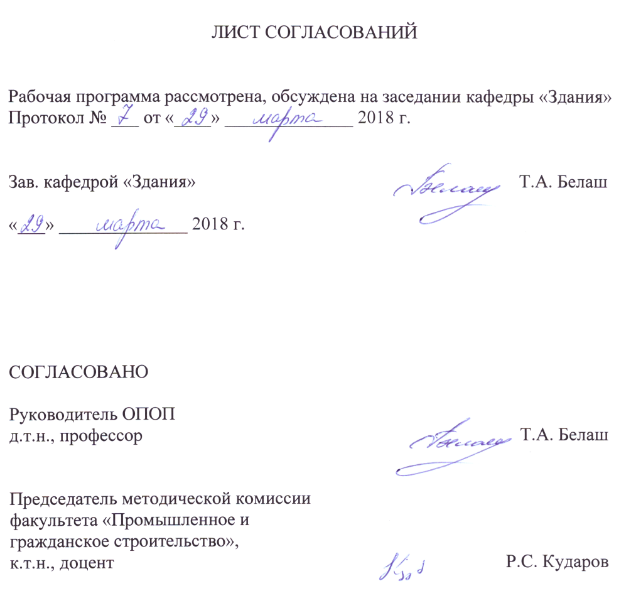 ЛИСТ СОГЛАСОВАНИЙ
Рабочая программа рассмотрена, обсуждена на заседании кафедры «Здания»
Протокол № 7 от «29» марта 2018 г.
Зав. кафедрой «Здания» Т.А. Белаш
«29» марта 2018 г.
СОГЛАСОВАНО
Руководитель ОПОП
д.т.н., профессор Т.А. Белаш
Председатель методической комиссии
факультета «Промышленное и
гражданское строительство»,
к.т.н., доцент Р.С. Кударов